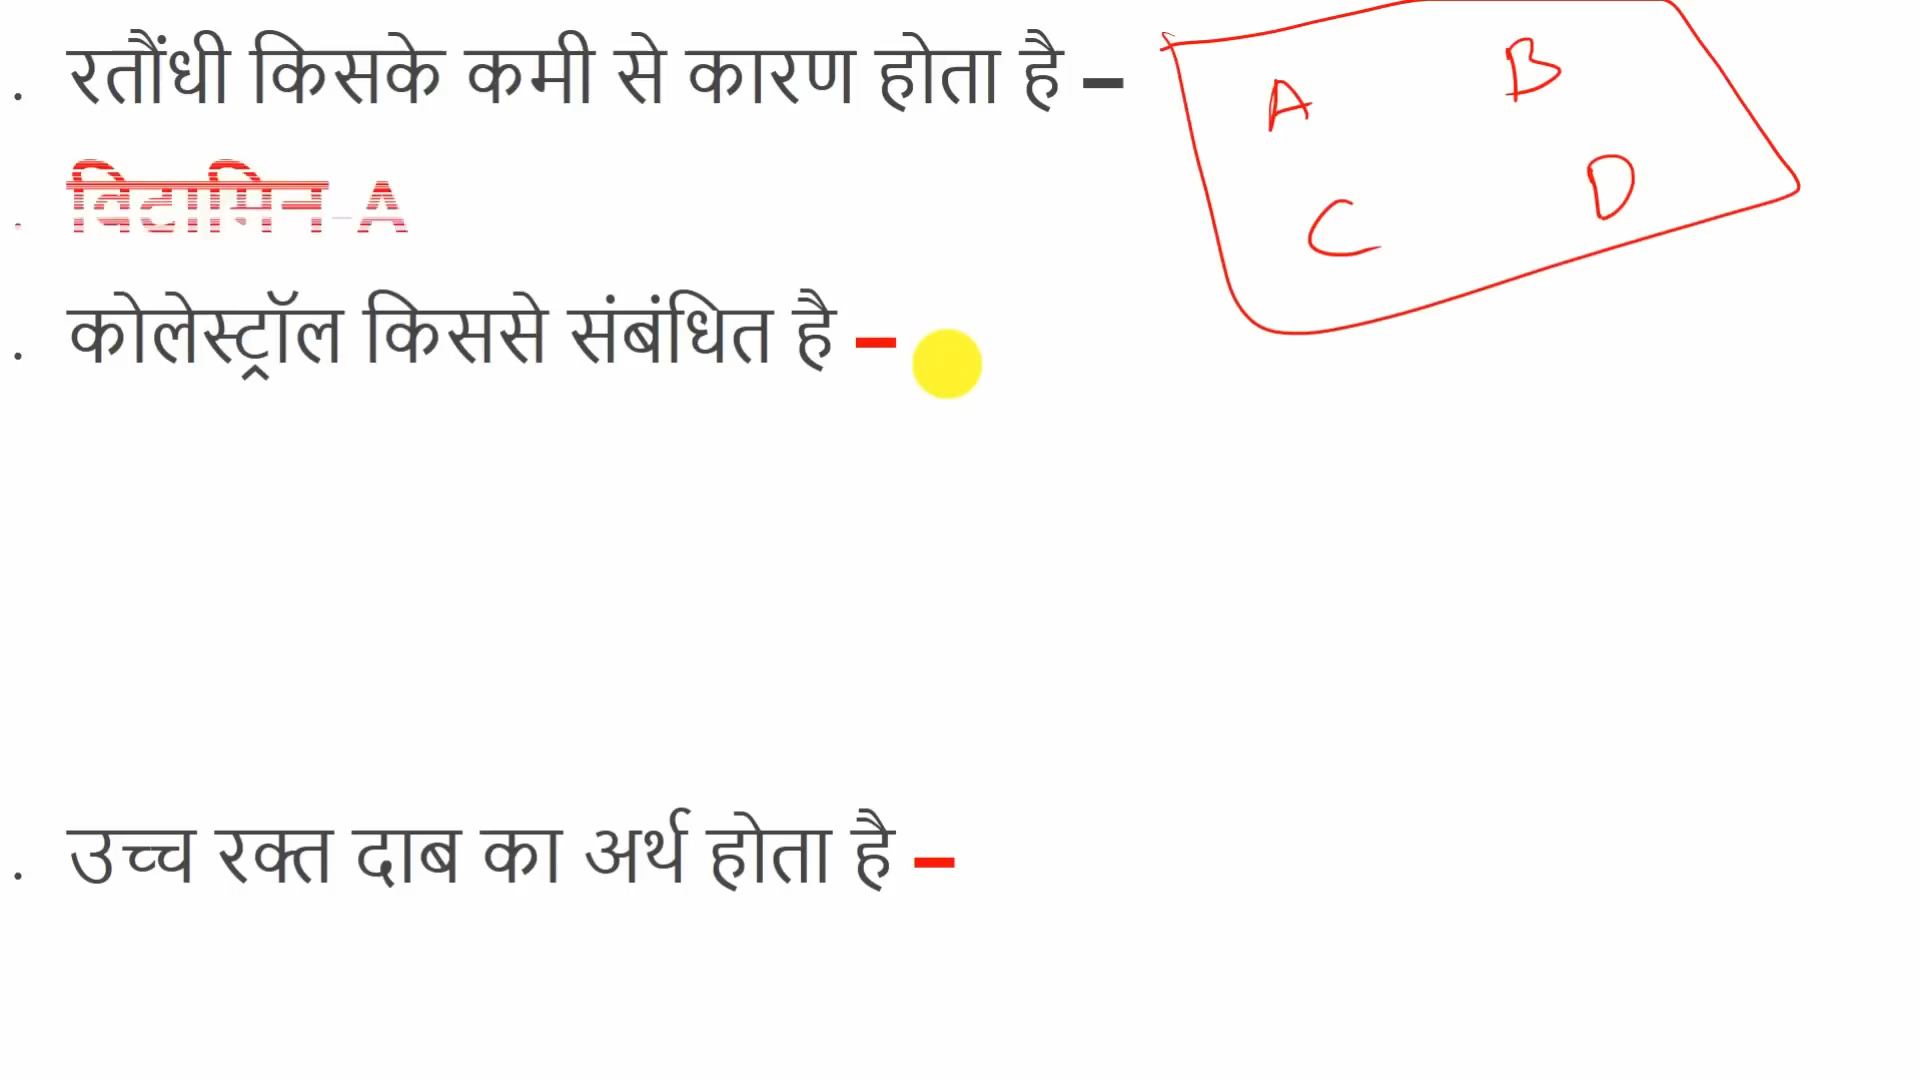 . रतौंधी किसके कमी से कारण होता है –
A B
C D
. विटामिन-A
. कोलेस्ट्रॉल किससे संबंधित है –
. उच्च रक्त दाब का अर्थ होता है –